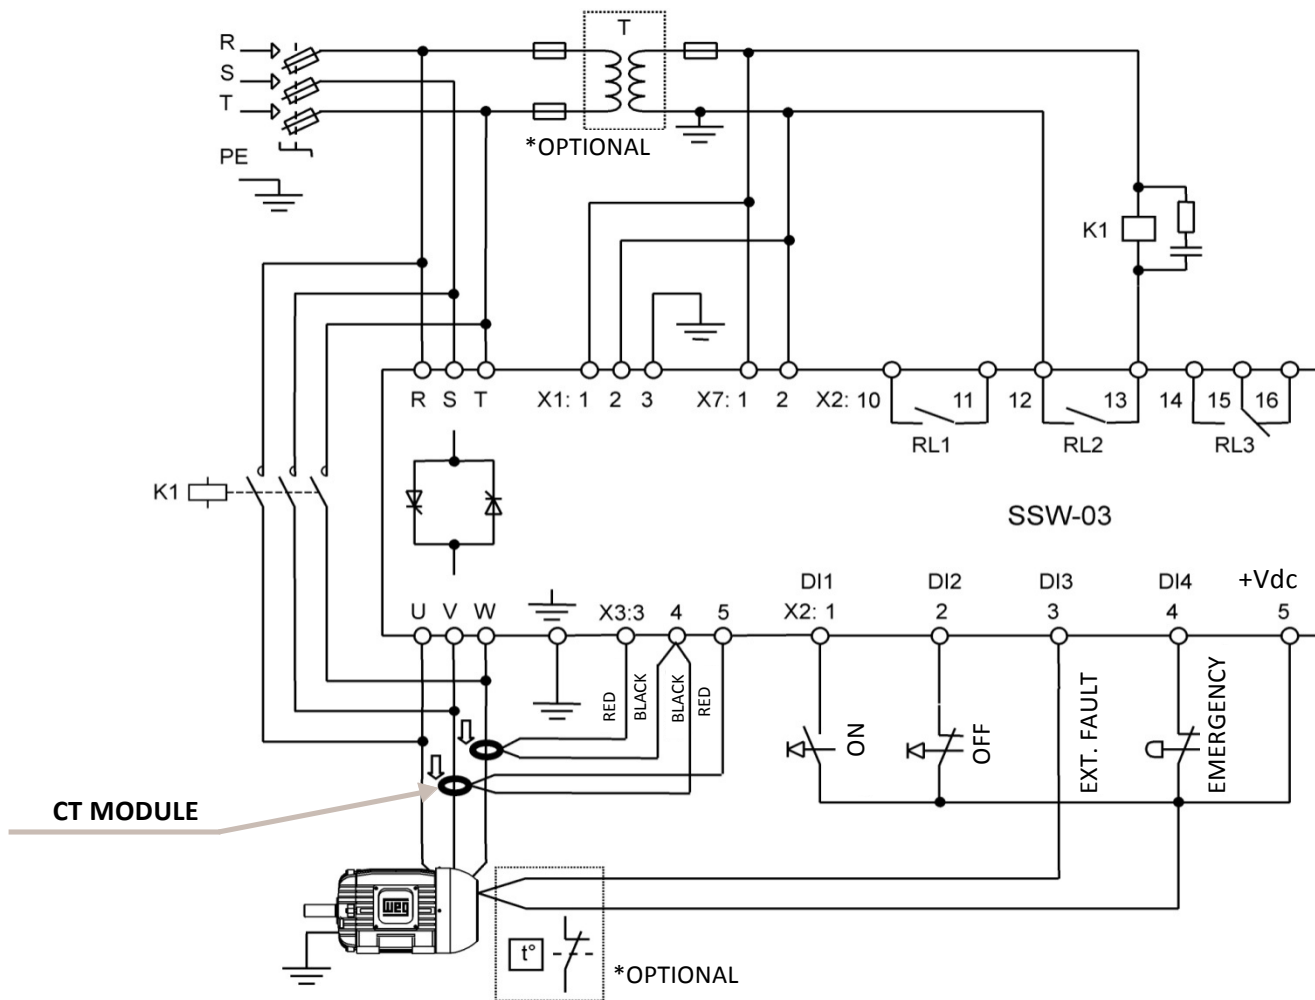 R
T
S
T
*OPTIONAL
PE
K1
R S T X1: 1 2 3 X7: 1 2 X2: 10 11 12 13 14 15 16
RL1 RL2 RL3
K1
SSW-03
DI1 DI2 DI3 DI4 +Vdc
U V W X3:3 4 5 X2: 1 2 3 4 5
RED
BLACK
BLACK
RED
ON
OFF
EXT. FAULT
EMERGENCY
CT MODULE
WEG
t°
*OPTIONAL